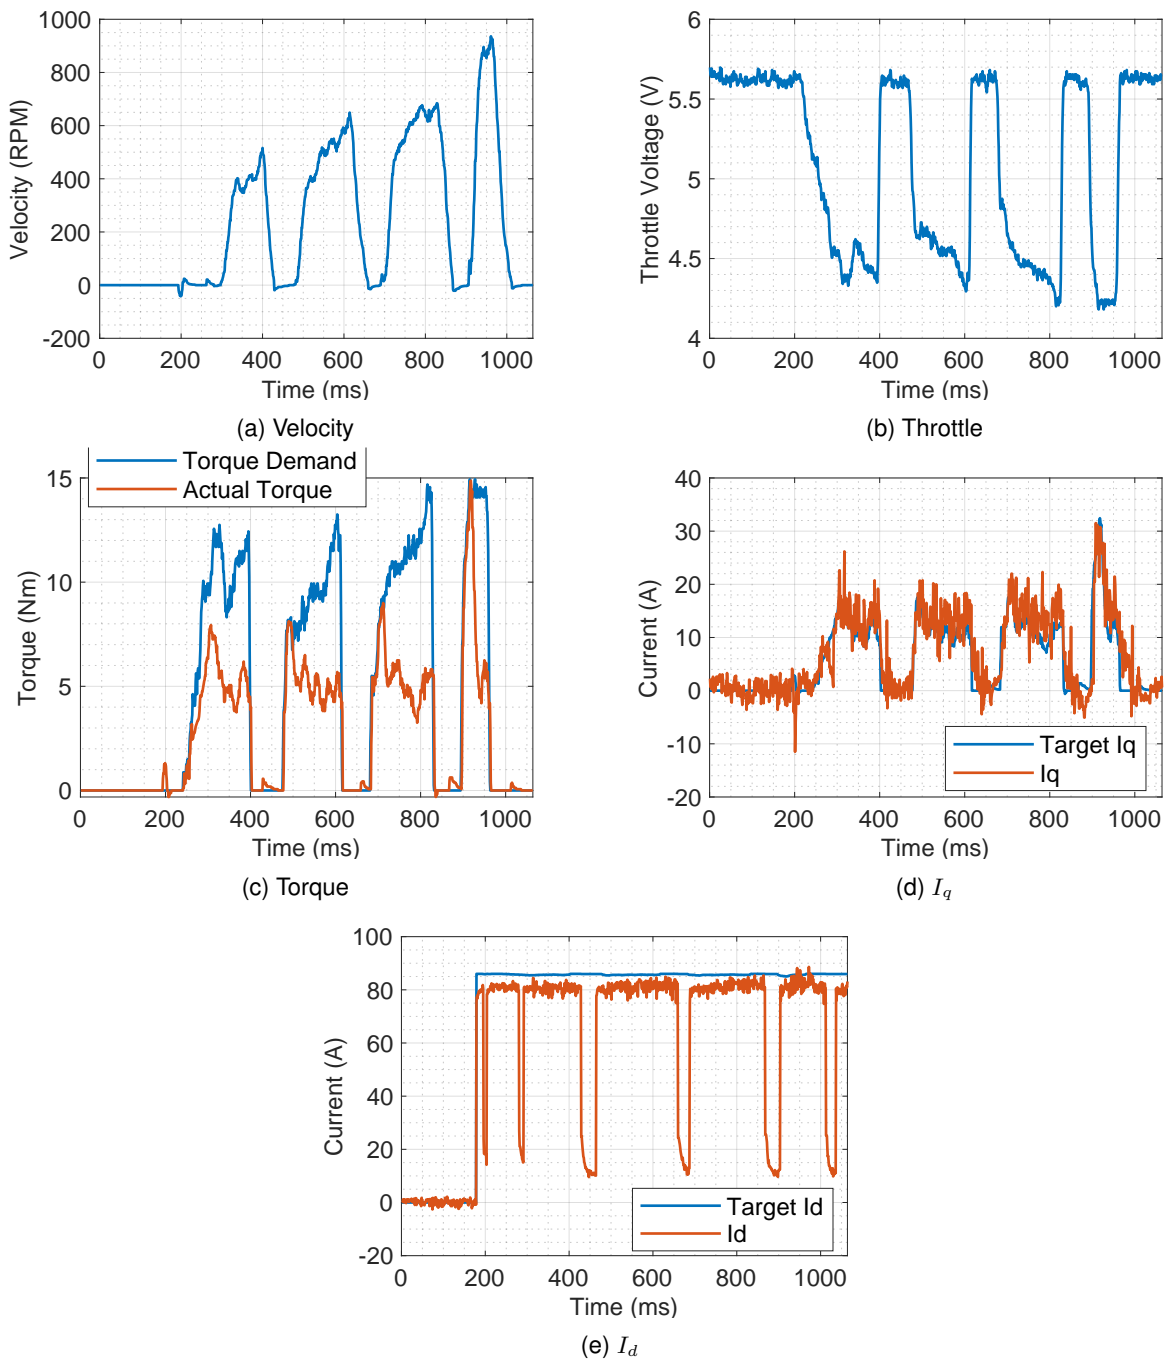 1000
800
600
400
200
0
-200
Velocity (RPM)
0 200 400 600 800 1000
Time (ms)
(a) Velocity
6
5.5
5
4.5
4
Throttle Voltage (V)
0 200 400 600 800 1000
Time (ms)
(b) Throttle
Torque Demand
Actual Torque
15
10
5
0
Torque (Nm)
0 200 400 600 800 1000
Time (ms)
(c) Torque
40
30
20
10
0
-10
-20
Current (A)
Target Iq
Iq
0 200 400 600 800 1000
Time (ms)
(d) I_q
100
80
60
40
20
0
-20
Current (A)
Target Id
Id
0 200 400 600 800 1000
Time (ms)
(e) I_d